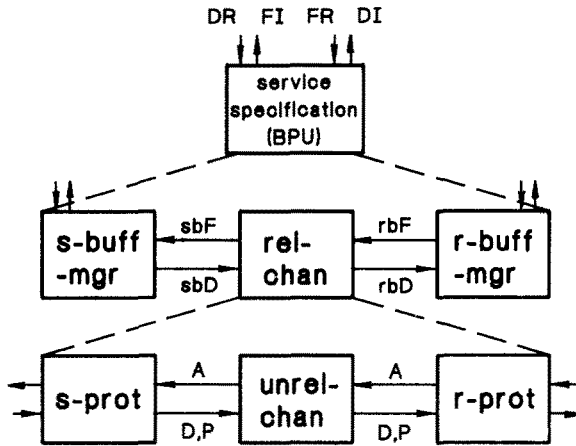 DR FI FR DI
service
specification
(BPU)
s-buff
-mgr
sbF
sbD
rel-
chan
rbF
rbD
r-buff
-mgr
s-prot
A
D,P
unrel-
chan
A
D,P
r-prot